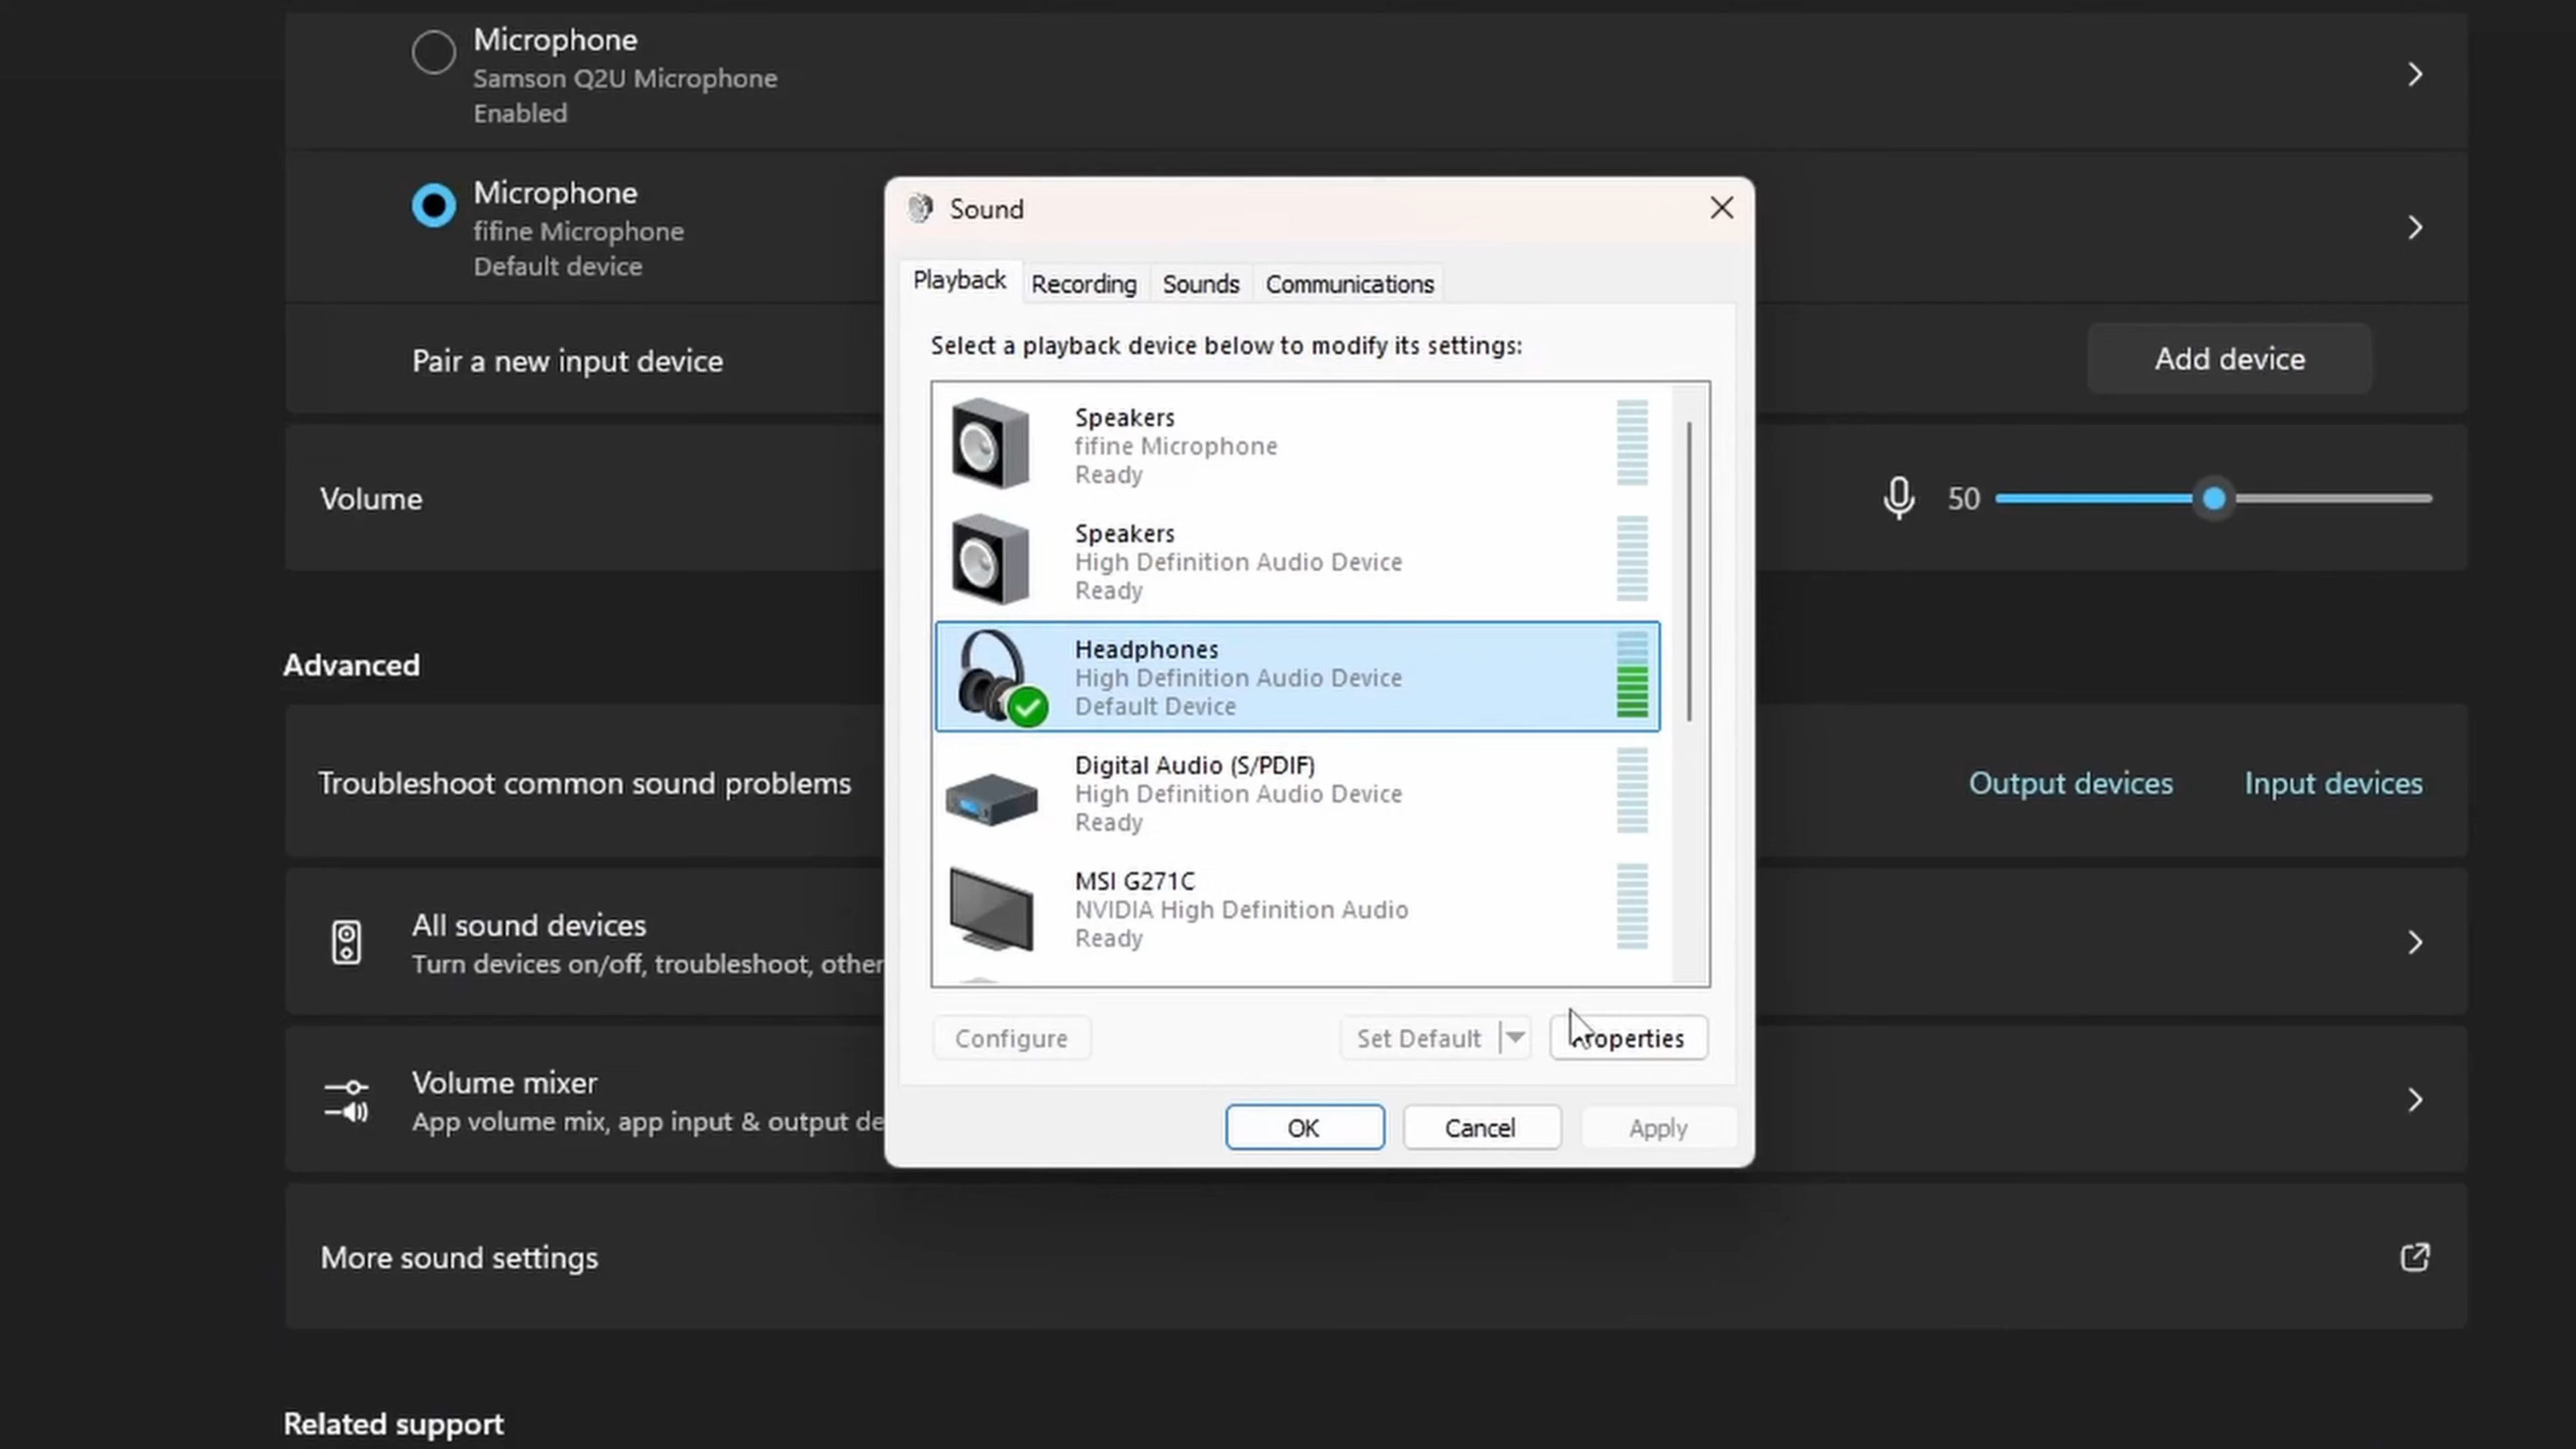 Microphone
Samson Q2U Microphone
Enabled
Microphone
fifine Microphone
Default device
Pair a new input device
Add device
Volume
50
Advanced
Troubleshoot common sound problems
Output devices
Input devices
All sound devices
Turn devices on/off, troubleshoot, other
Volume mixer
App volume mix, app input & output de
More sound settings
Related support
Sound
Playback
Recording
Sounds
Communications
Select a playback device below to modify its settings:
Speakers
fifine Microphone
Ready
Speakers
High Definition Audio Device
Ready
Headphones
High Definition Audio Device
Default Device
Digital Audio (S/PDIF)
High Definition Audio Device
Ready
MSI G271C
NVIDIA High Definition Audio
Ready
Configure
Set Default
Properties
OK
Cancel
Apply